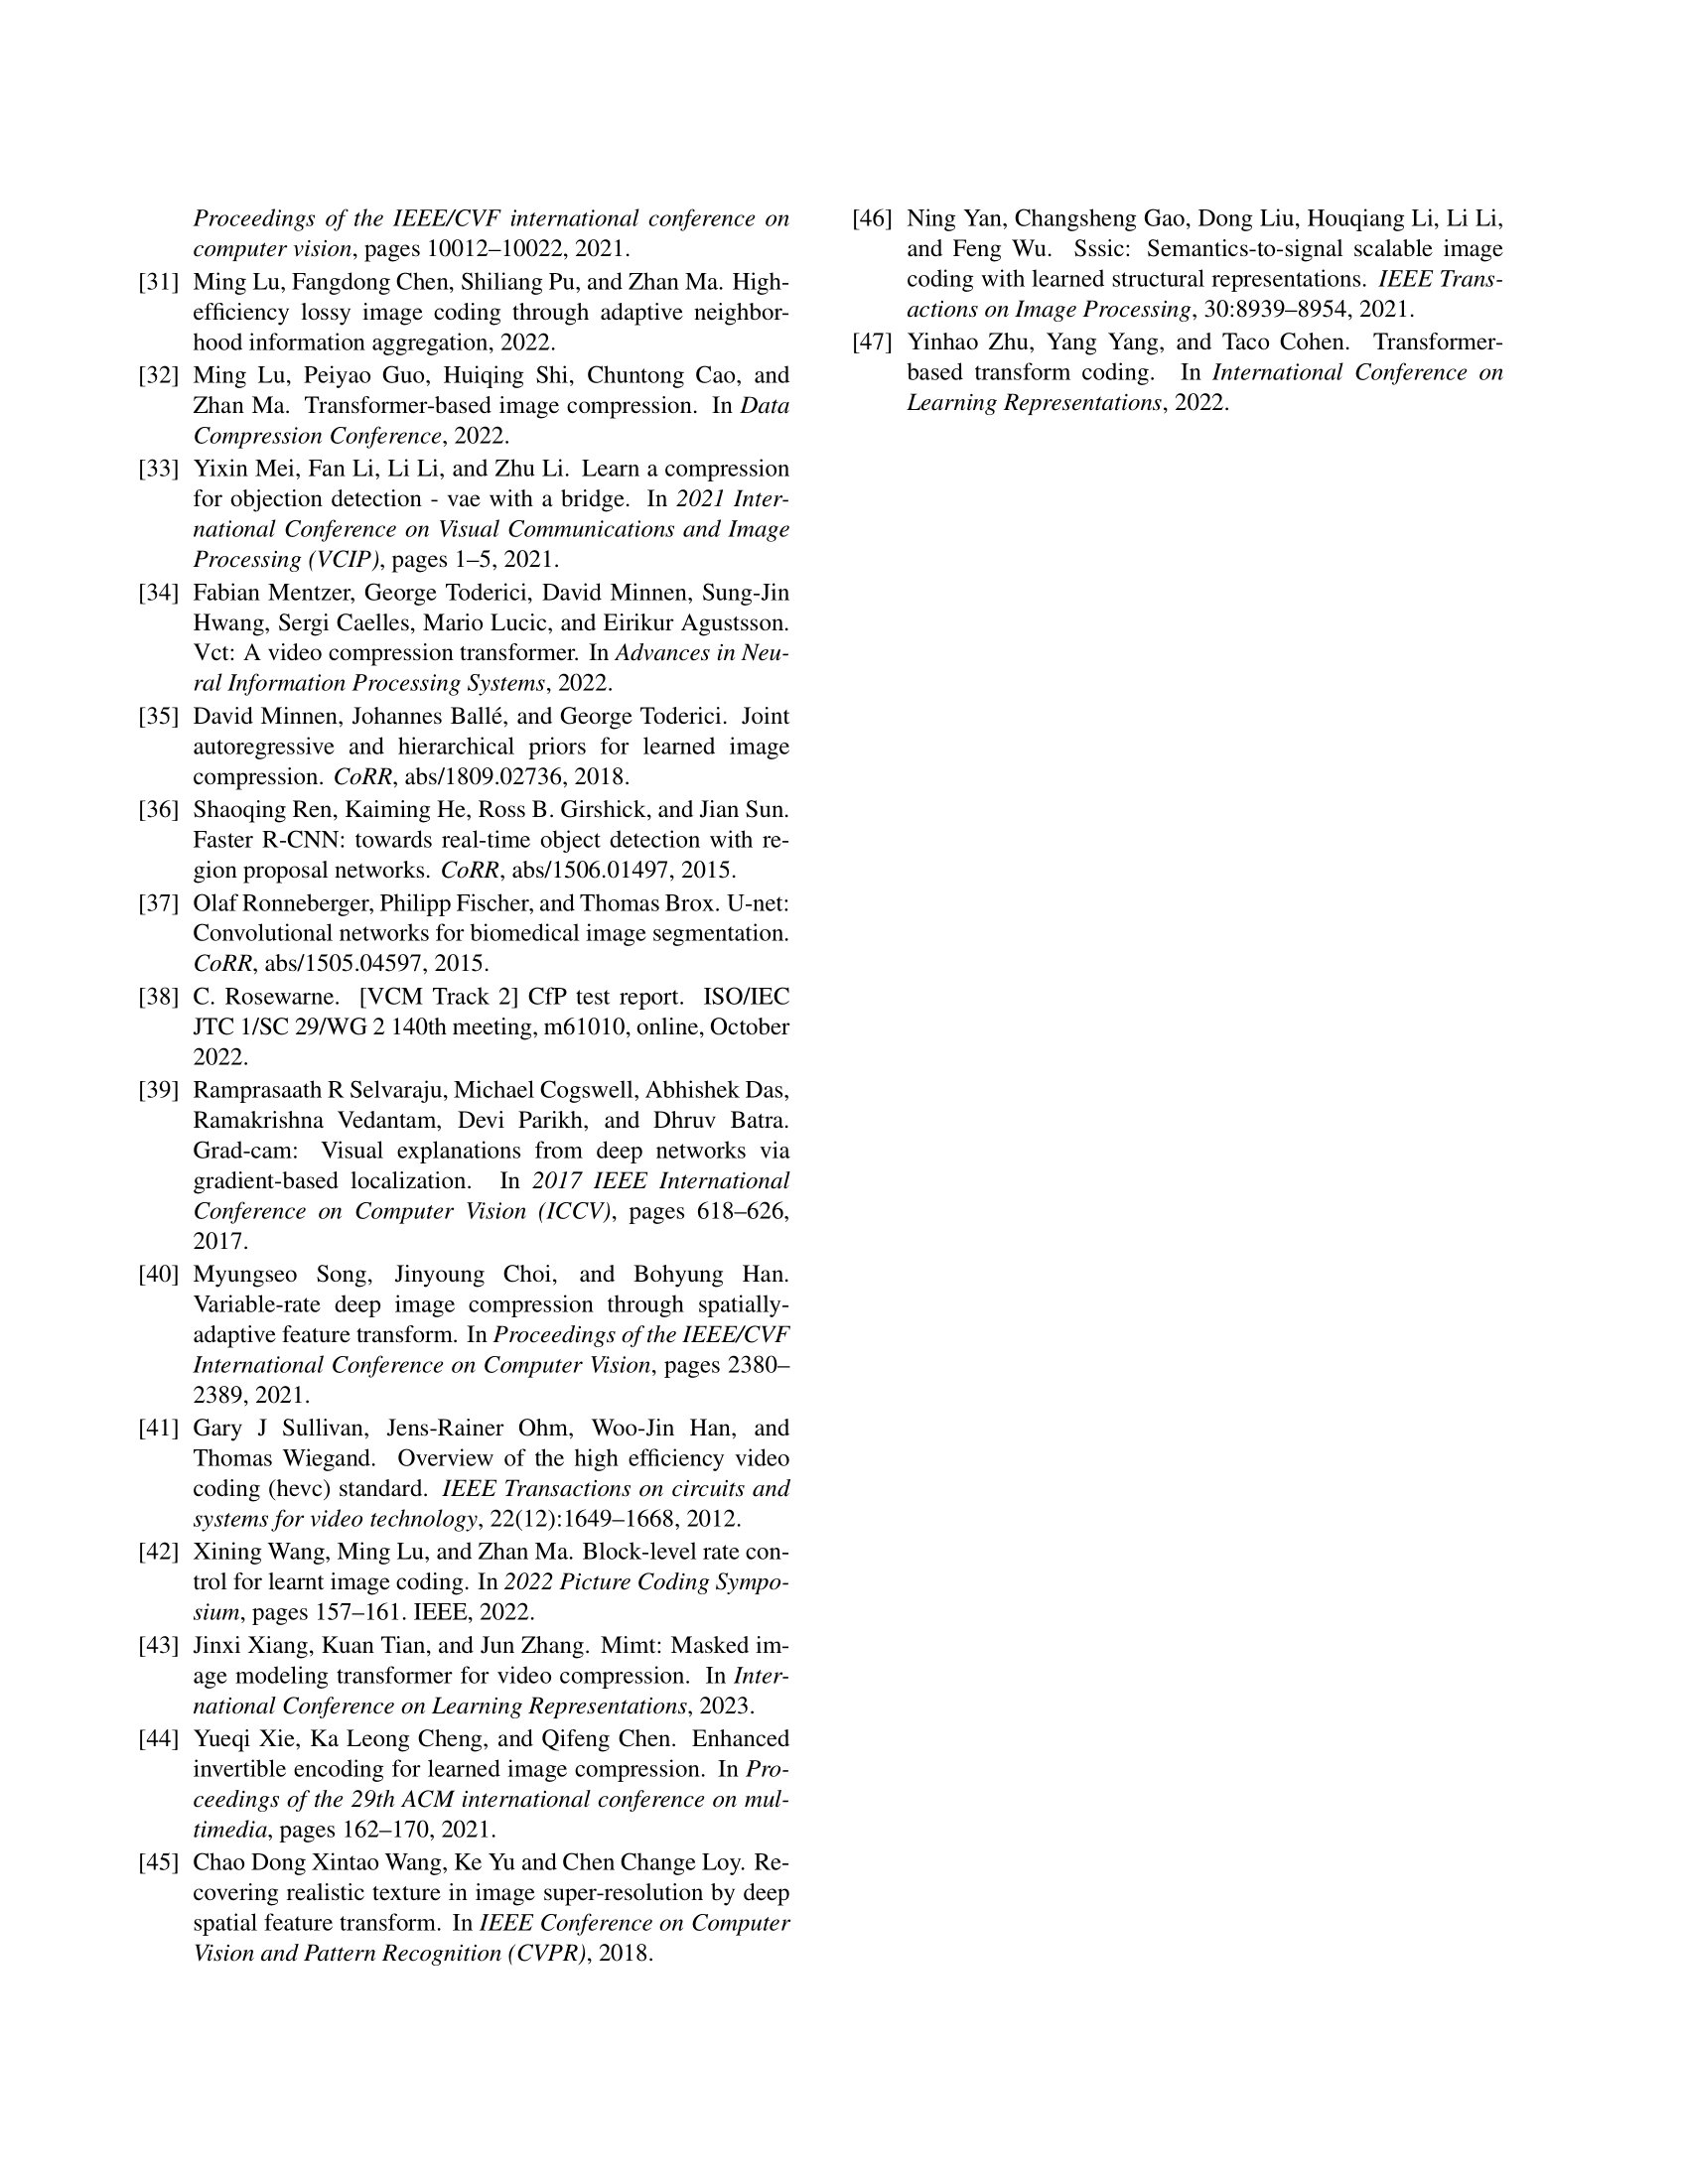 Proceedings of the IEEE/CVF international conference on
computer vision, pages 10012–10022, 2021.
[31] Ming Lu, Fangdong Chen, Shiliang Pu, and Zhan Ma. High-
efficiency lossy image coding through adaptive neighbor-
hood information aggregation, 2022.
[32] Ming Lu, Peiyao Guo, Huiqing Shi, Chuntong Cao, and
Zhan Ma. Transformer-based image compression. In Data
Compression Conference, 2022.
[33] Yixin Mei, Fan Li, Li Li, and Zhu Li. Learn a compression
for objection detection - vae with a bridge. In 2021 Inter-
national Conference on Visual Communications and Image
Processing (VCIP), pages 1–5, 2021.
[34] Fabian Mentzer, George Toderici, David Minnen, Sung-Jin
Hwang, Sergi Caelles, Mario Lucic, and Eirikur Agustsson.
Vct: A video compression transformer. In Advances in Neu-
ral Information Processing Systems, 2022.
[35] David Minnen, Johannes Ballé, and George Toderici. Joint
autoregressive and hierarchical priors for learned image
compression. CoRR, abs/1809.02736, 2018.
[36] Shaoqing Ren, Kaiming He, Ross B. Girshick, and Jian Sun.
Faster R-CNN: towards real-time object detection with re-
gion proposal networks. CoRR, abs/1506.01497, 2015.
[37] Olaf Ronneberger, Philipp Fischer, and Thomas Brox. U-net:
Convolutional networks for biomedical image segmentation.
CoRR, abs/1505.04597, 2015.
[38] C. Rosewarne. [VCM Track 2] CfP test report. ISO/IEC
JTC 1/SC 29/WG 2 140th meeting, m61010, online, October
2022.
[39] Ramprasaath R Selvaraju, Michael Cogswell, Abhishek Das,
Ramakrishna Vedantam, Devi Parikh, and Dhruv Batra.
Grad-cam: Visual explanations from deep networks via
gradient-based localization. In 2017 IEEE International
Conference on Computer Vision (ICCV), pages 618–626,
2017.
[40] Myungseo Song, Jinyoung Choi, and Bohyung Han.
Variable-rate deep image compression through spatially-
adaptive feature transform. In Proceedings of the IEEE/CVF
International Conference on Computer Vision, pages 2380–
2389, 2021.
[41] Gary J Sullivan, Jens-Rainer Ohm, Woo-Jin Han, and
Thomas Wiegand. Overview of the high efficiency video
coding (hevc) standard. IEEE Transactions on circuits and
systems for video technology, 22(12):1649–1668, 2012.
[42] Xining Wang, Ming Lu, and Zhan Ma. Block-level rate con-
trol for learnt image coding. In 2022 Picture Coding Sympo-
sium, pages 157–161. IEEE, 2022.
[43] Jinxi Xiang, Kuan Tian, and Jun Zhang. Mimt: Masked im-
age modeling transformer for video compression. In Inter-
national Conference on Learning Representations, 2023.
[44] Yueqi Xie, Ka Leong Cheng, and Qifeng Chen. Enhanced
invertible encoding for learned image compression. In Pro-
ceedings of the 29th ACM international conference on mul-
timedia, pages 162–170, 2021.
[45] Chao Dong Xintao Wang, Ke Yu and Chen Change Loy. Re-
covering realistic texture in image super-resolution by deep
spatial feature transform. In IEEE Conference on Computer
Vision and Pattern Recognition (CVPR), 2018.
[46] Ning Yan, Changsheng Gao, Dong Liu, Houqiang Li, Li Li,
and Feng Wu. Sssic: Semantics-to-signal scalable image
coding with learned structural representations. IEEE Trans-
actions on Image Processing, 30:8939–8954, 2021.
[47] Yinhao Zhu, Yang Yang, and Taco Cohen. Transformer-
based transform coding. In International Conference on
Learning Representations, 2022.